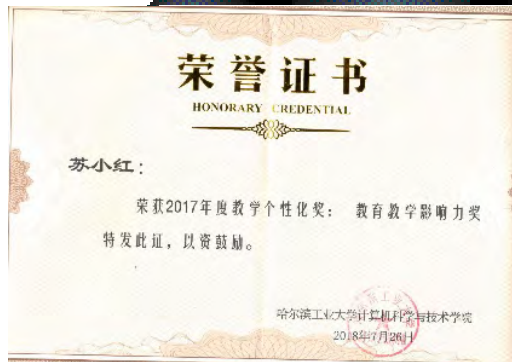 荣誉证书
HONORARY CREDENTIAL
苏小红：
荣获2017年度教学个性化奖： 教育教学影响力奖
特发此证，以资鼓励。
哈尔滨工业大学计算机科学与技术学院
2018年7月26日